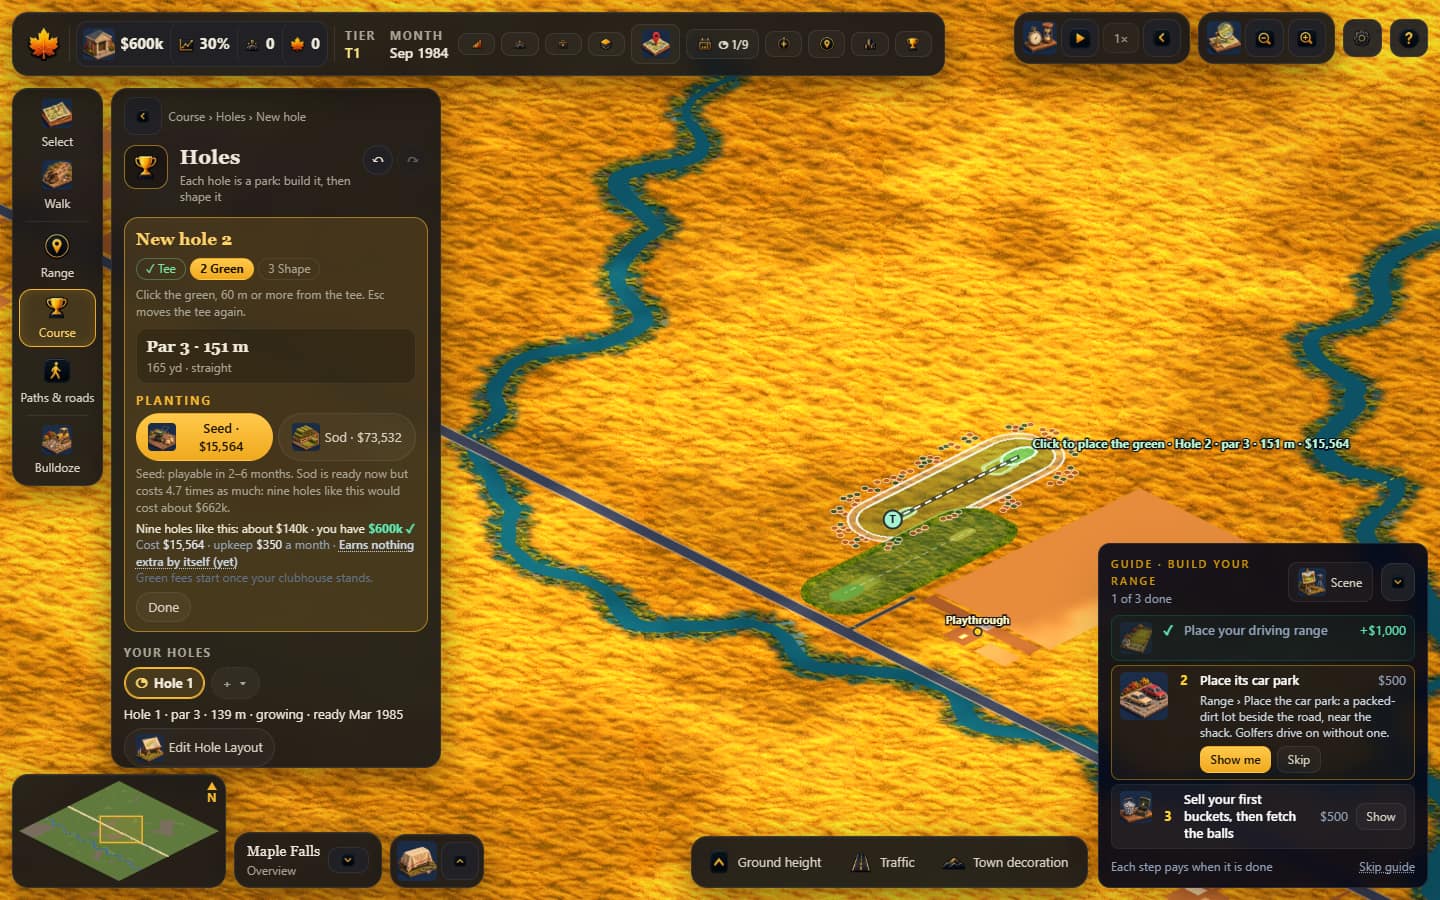 $600k
30%
0
0
TIER
T1
MONTH
Sep 1984
1/9
1×
?
Select
Walk
Range
Course
Paths & roads
Bulldoze
Course › Holes › New hole
Holes
Each hole is a park: build it, then
shape it
New hole 2
✓ Tee
2 Green
3 Shape
Click the green, 60 m or more from the tee. Esc
moves the tee again.
Par 3 · 151 m
165 yd · straight
PLANTING
Seed ·
$15,564
Sod · $73,532
Seed: playable in 2–6 months. Sod is ready now but
costs 4.7 times as much: nine holes like this would
cost about $662k.
Nine holes like this: about $140k · you have $600k ✓
Cost $15,564 · upkeep $350 a month · Earns nothing
extra by itself (yet)
Green fees start once your clubhouse stands.
Done
YOUR HOLES
Hole 1
+
Hole 1 · par 3 · 139 m · growing · ready Mar 1985
Edit Hole Layout
Click to place the green · Hole 2 · par 3 · 151 m · $15,564
T
Playthrough
GUIDE · BUILD YOUR
RANGE
1 of 3 done
Scene
✓ Place your driving range +$1,000
2 Place its car park $500
Range › Place the car park: a packed-
dirt lot beside the road, near the
shack. Golfers drive on without one.
Show me
Skip
3 Sell your first
buckets, then fetch
the balls
$500
Show
Each step pays when it is done
Skip guide
N
Maple Falls
Overview
Ground height
Traffic
Town decoration